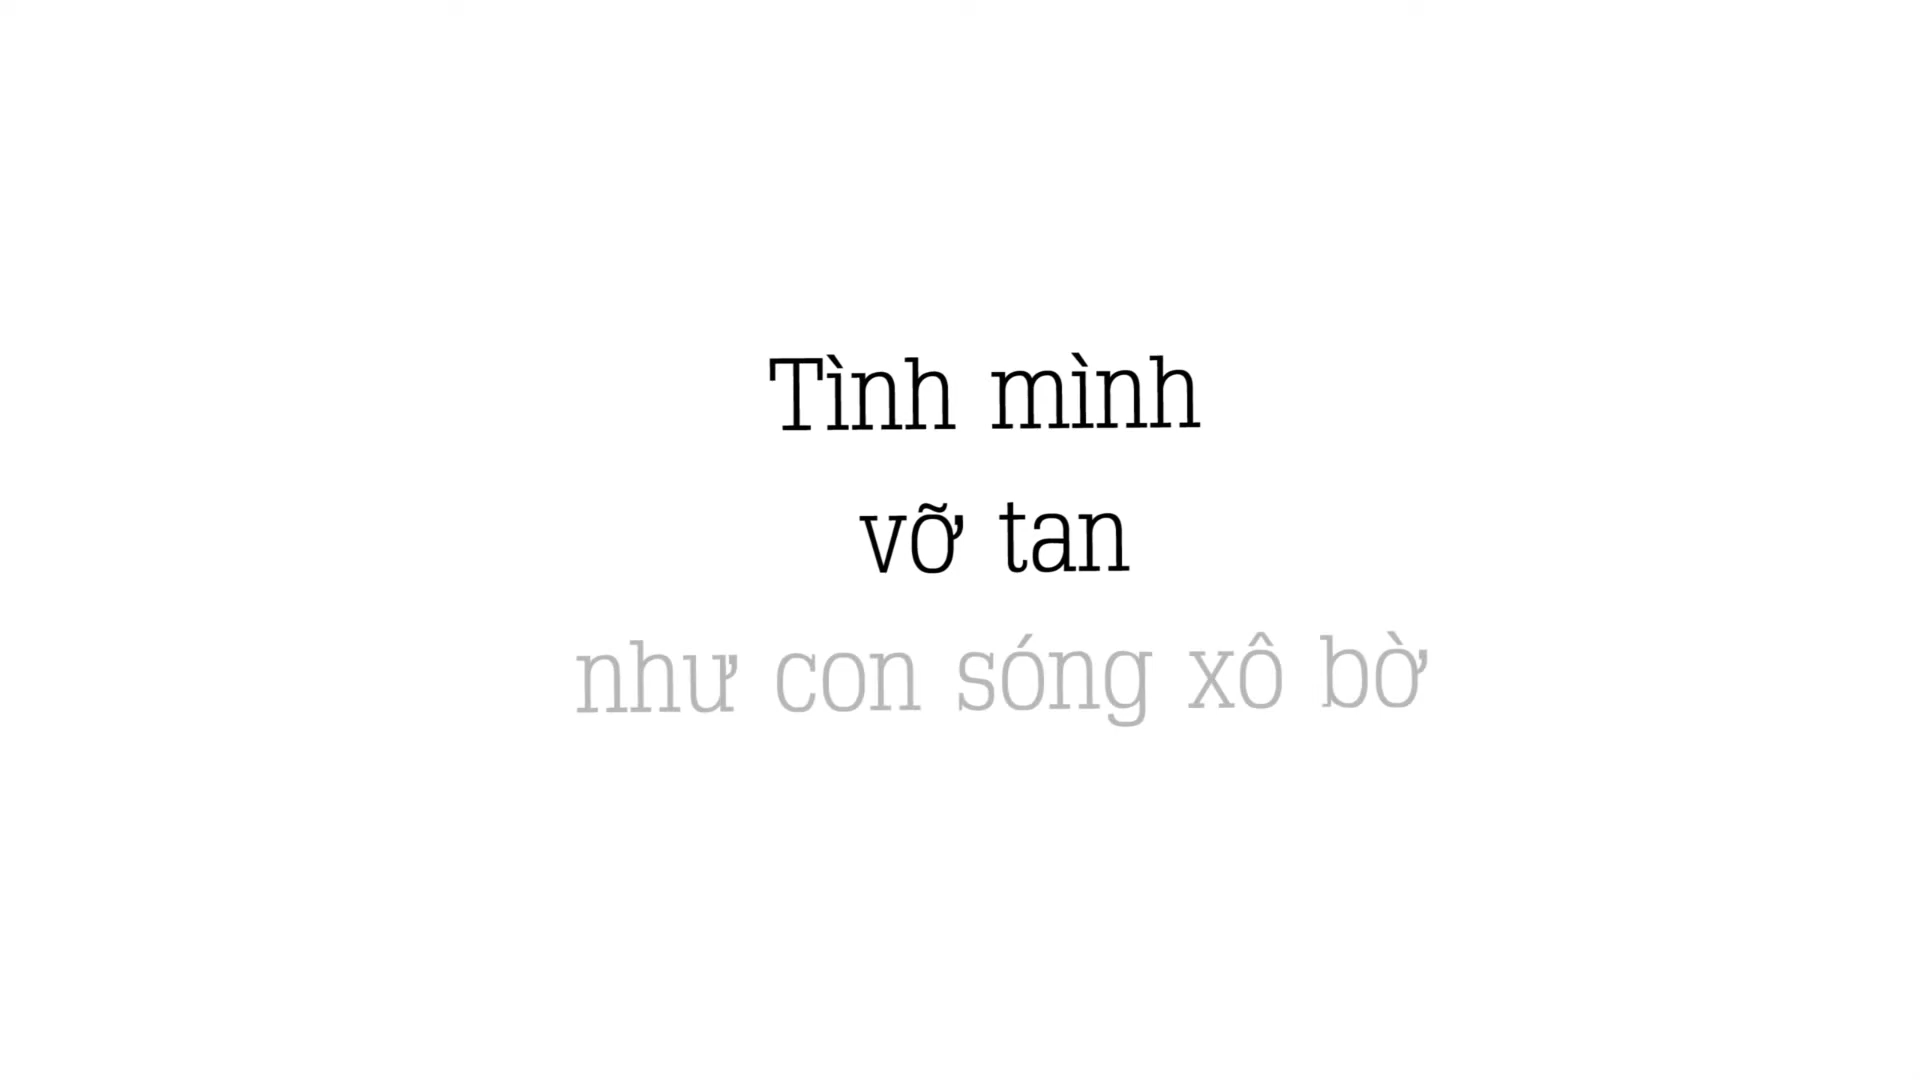 Tình mình
vỡ tan
như con sóng xô bờ